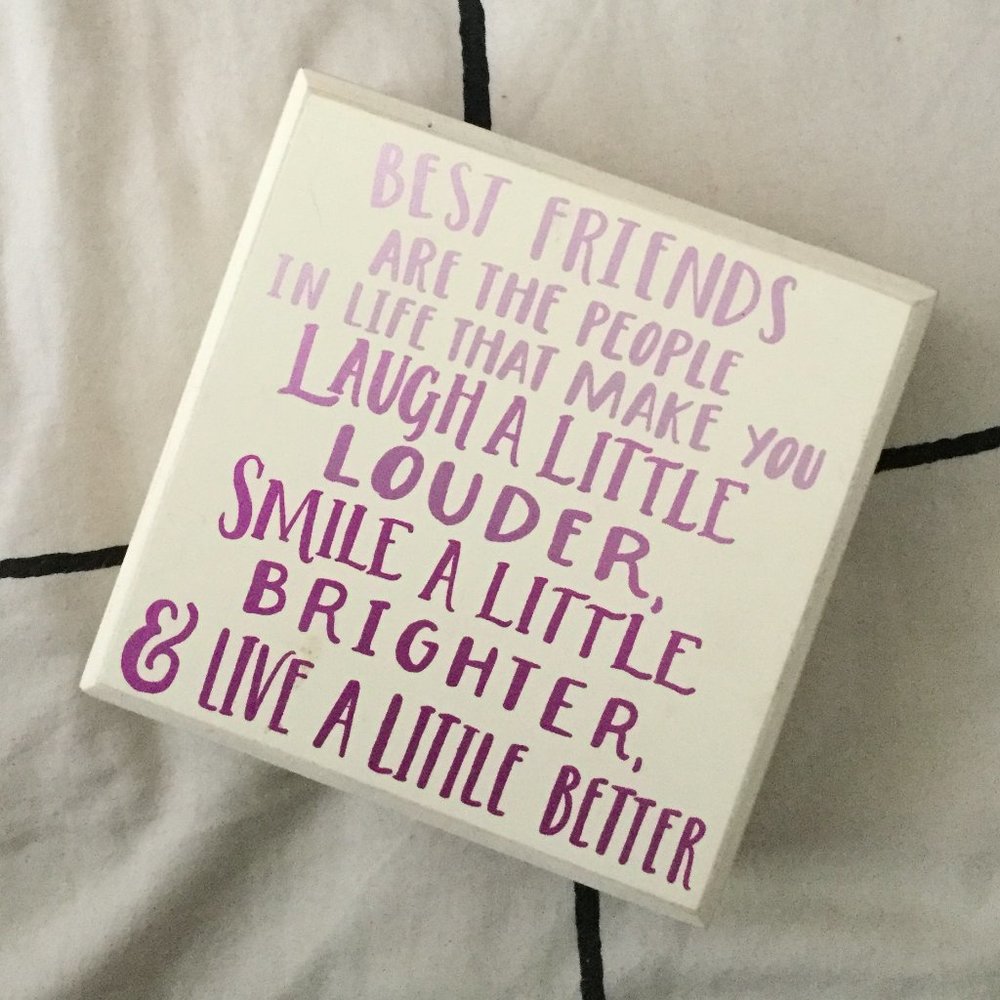 BEST FRIENDS
ARE THE PEOPLE
IN LIFE THAT MAKE YOU
LAUGH A LITTLE
LOUDER,
SMILE A LITTLE
BRIGHTER,
& LIVE A LITTLE BETTER